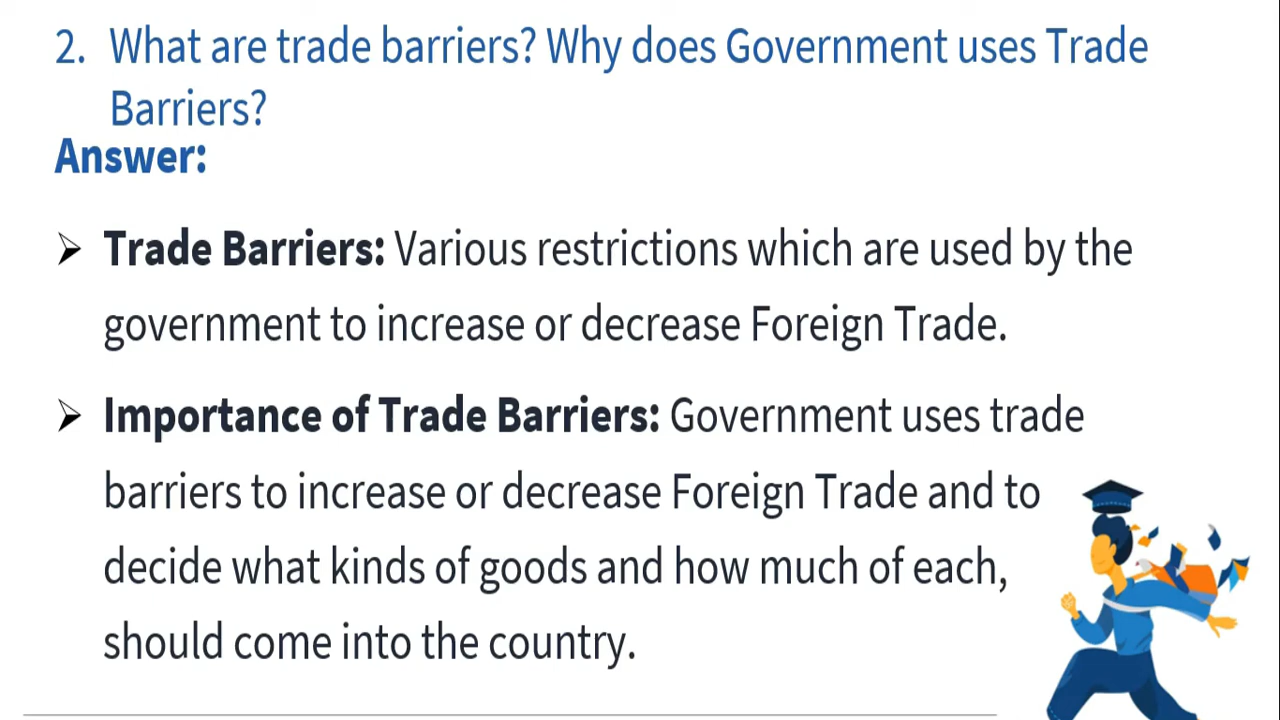 2. What are trade barriers? Why does Government uses Trade
Barriers?
Answer:
➢ Trade Barriers: Various restrictions which are used by the
government to increase or decrease Foreign Trade.
➢ Importance of Trade Barriers: Government uses trade
barriers to increase or decrease Foreign Trade and to
decide what kinds of goods and how much of each,
should come into the country.